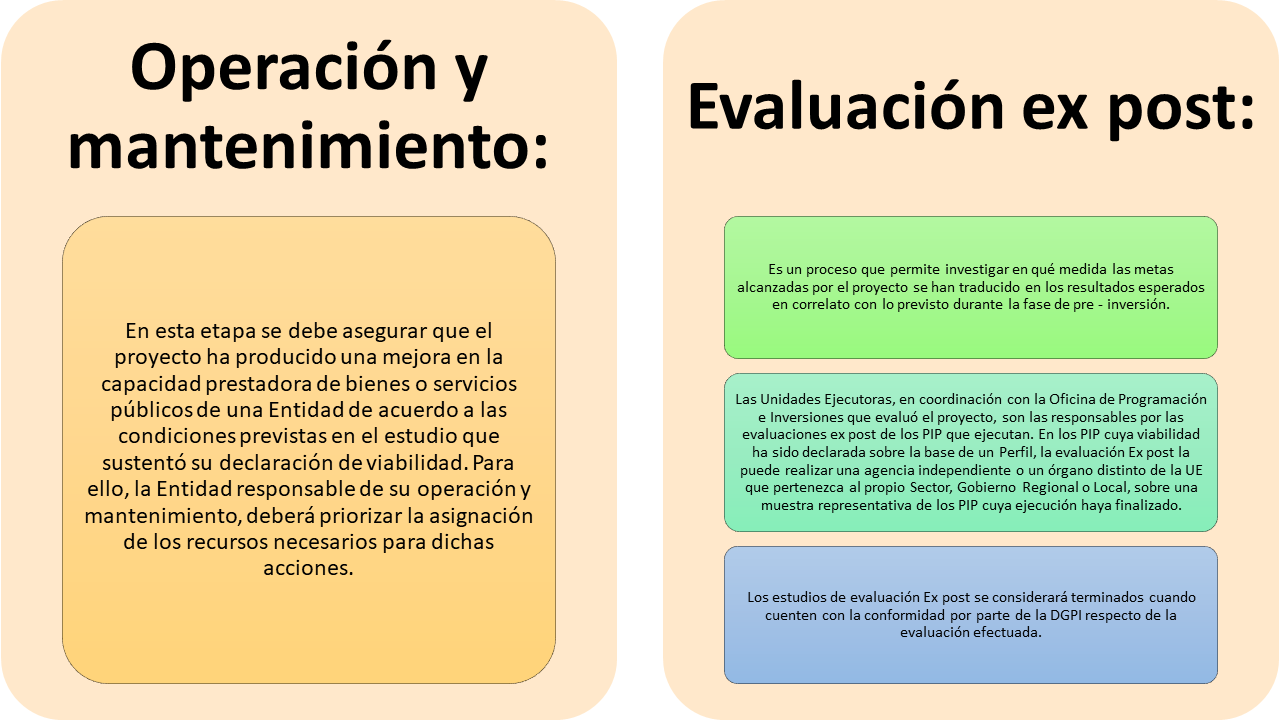 Operación y
mantenimiento:
En esta etapa se debe asegurar que el
proyecto ha producido una mejora en la
capacidad prestadora de bienes o servicios
públicos de una Entidad de acuerdo a las
condiciones previstas en el estudio que
sustentó su declaración de viabilidad. Para
ello, la Entidad responsable de su operación y
mantenimiento, deberá priorizar la asignación
de los recursos necesarios para dichas
acciones.
Evaluación ex post:
Es un proceso que permite investigar en qué medida las metas
alcanzadas por el proyecto se han traducido en los resultados esperados
en correlato con lo previsto durante la fase de pre - inversión.
Las Unidades Ejecutoras, en coordinación con la Oficina de Programación
e Inversiones que evaluó el proyecto, son las responsables por las
evaluaciones ex post de los PIP que ejecutan. En los PIP cuya viabilidad
ha sido declarada sobre la base de un Perfil, la evaluación Ex post la
puede realizar una agencia independiente o un órgano distinto de la UE
que pertenezca al propio Sector, Gobierno Regional o Local, sobre una
muestra representativa de los PIP cuya ejecución haya finalizado.
Los estudios de evaluación Ex post se considerará terminados cuando
cuenten con la conformidad por parte de la DGPI respecto de la
evaluación efectuada.